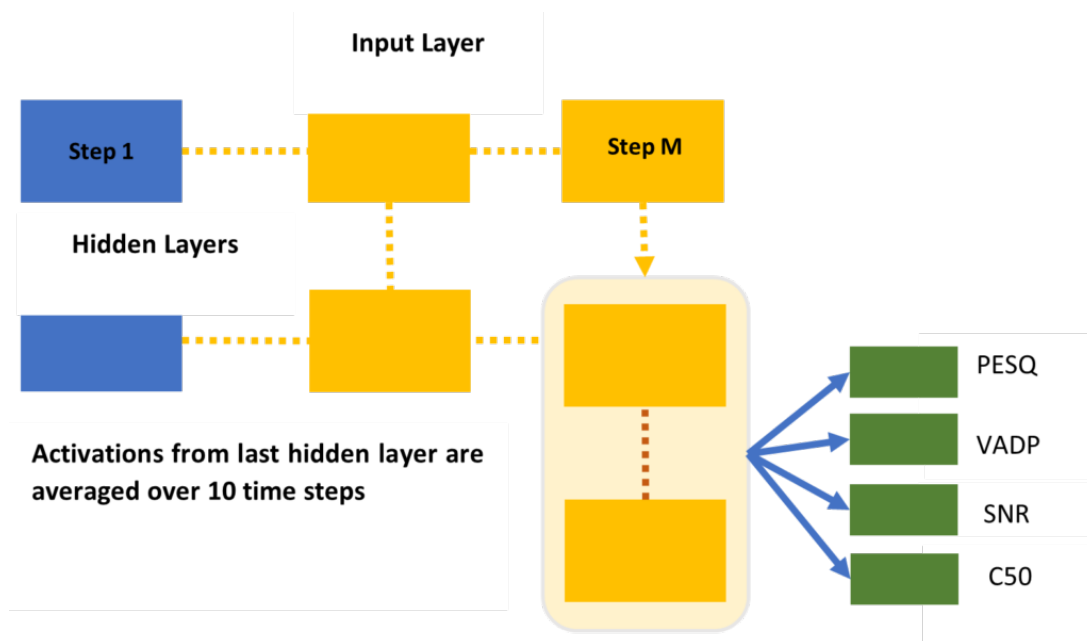 Input Layer
Step 1
Step M
Hidden Layers
Activations from last hidden layer are
averaged over 10 time steps
PESQ
VADP
SNR
C50